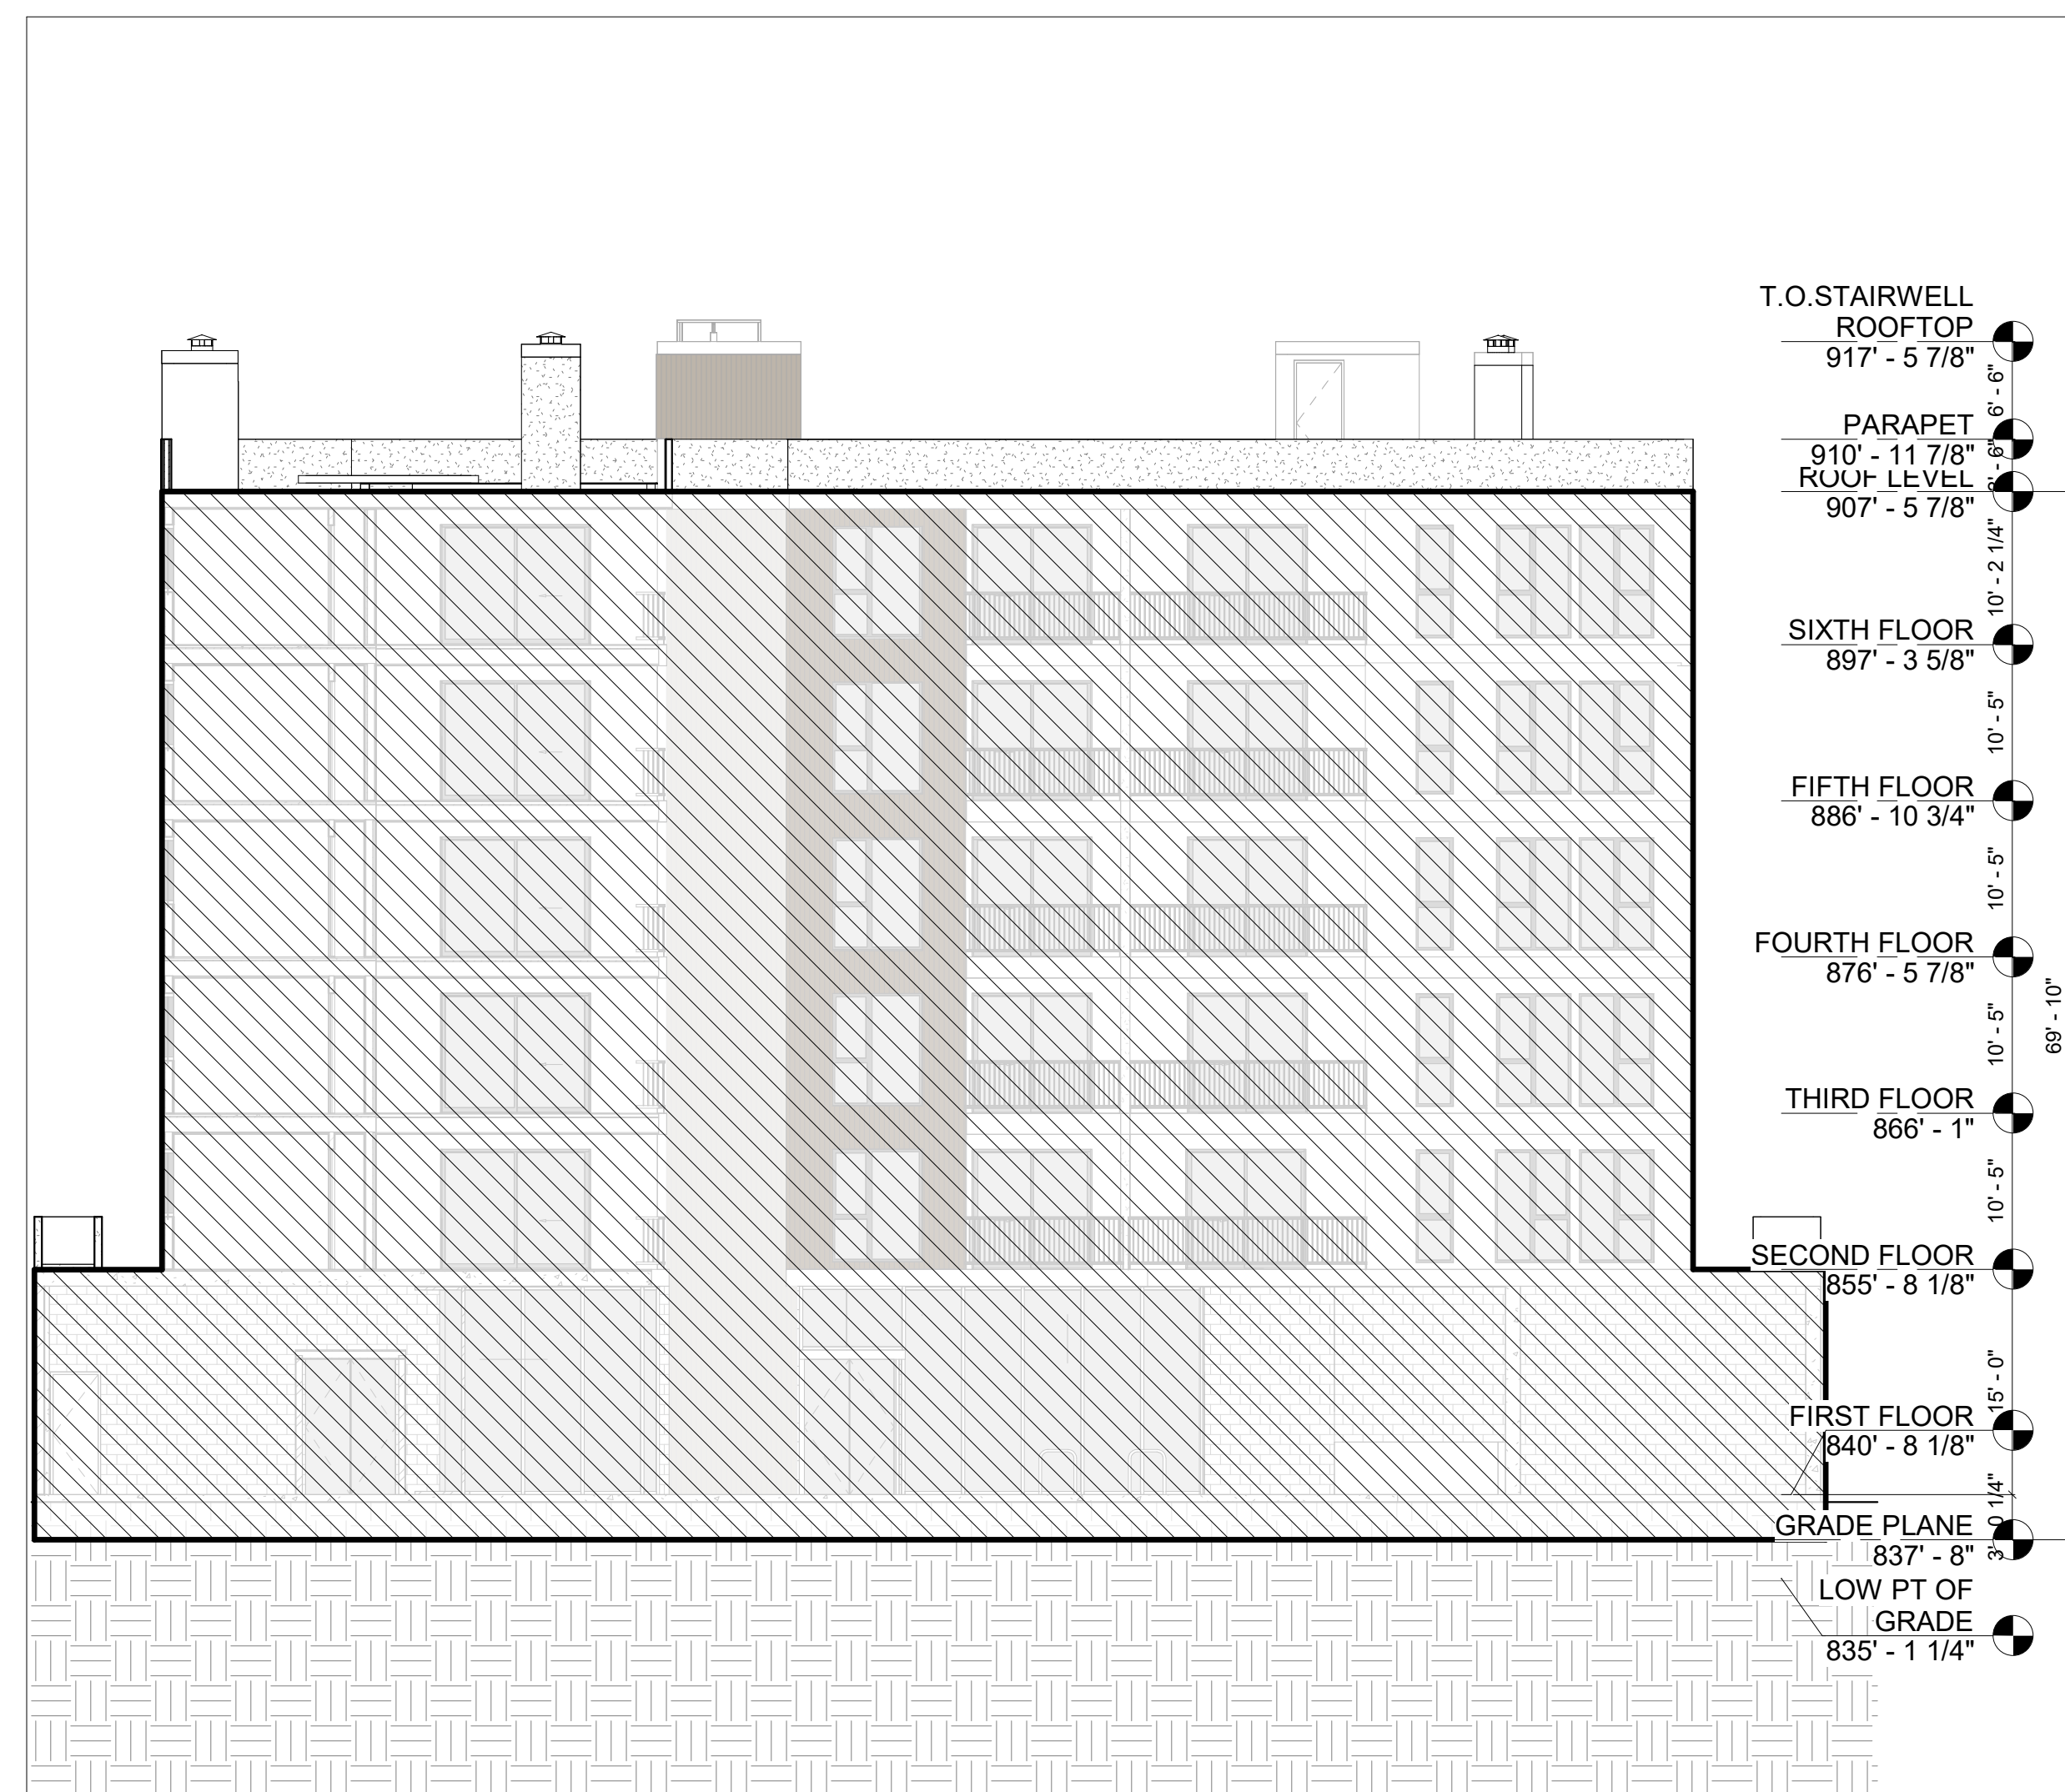 T.O.STAIRWELL
ROOFTOP
917' - 5 7/8"
6' - 6"
PARAPET
910' - 11 7/8"
ROOF LEVEL
907' - 5 7/8"
10' - 2 1/4"
SIXTH FLOOR
897' - 3 5/8"
10' - 5"
FIFTH FLOOR
886' - 10 3/4"
10' - 5"
FOURTH FLOOR
876' - 5 7/8"
10' - 5"
69' - 10"
THIRD FLOOR
866' - 1"
10' - 5"
SECOND FLOOR
855' - 8 1/8"
15' - 0"
FIRST FLOOR
840' - 8 1/8"
3' 0 1/4"
GRADE PLANE
837' - 8"
LOW PT OF
GRADE
835' - 1 1/4"